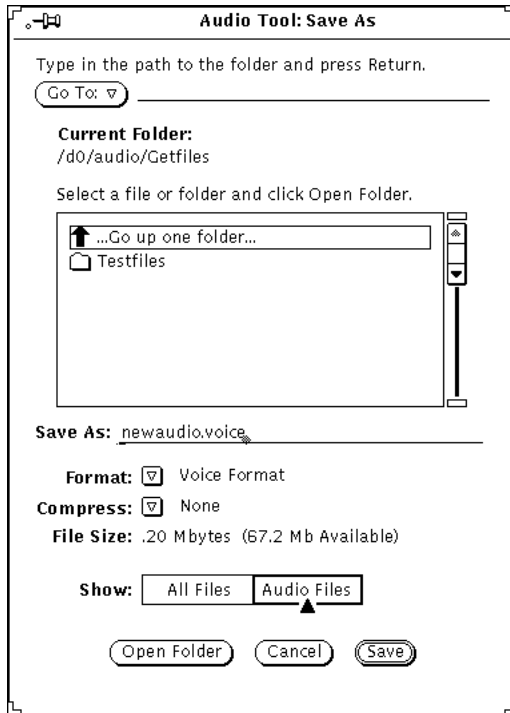 Audio Tool: Save As
Type in the path to the folder and press Return.
Go To:
Current Folder:
/d0/audio/Getfiles
Select a file or folder and click Open Folder.
...Go up one folder...
Testfiles
Save As: newaudio.voice
Format: Voice Format
Compress: None
File Size: .20 Mbytes (67.2 Mb Available)
Show: All Files Audio Files
Open Folder Cancel Save